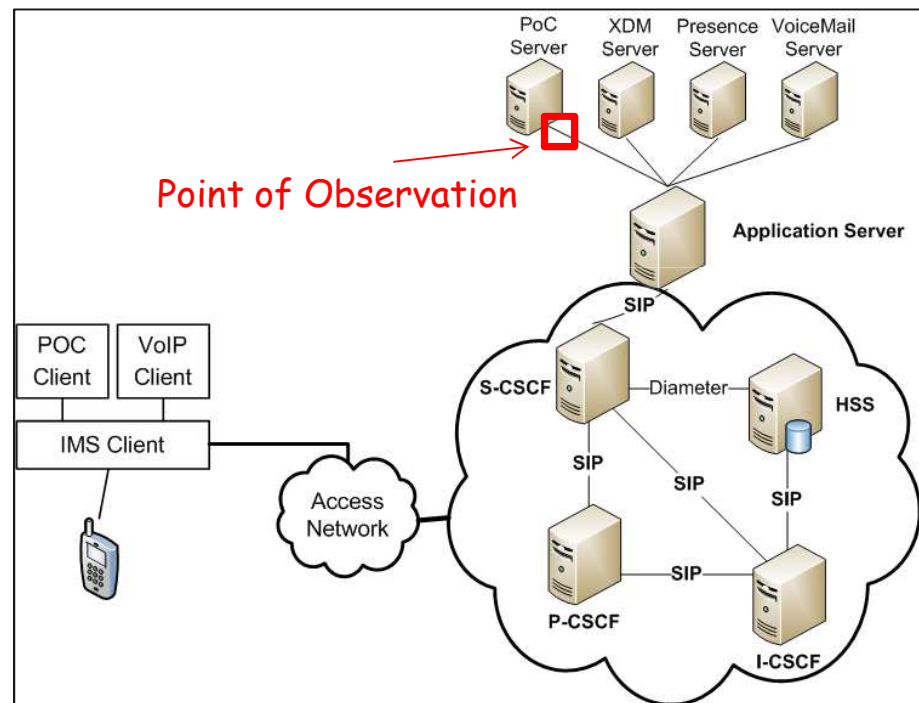 PoC
Server
XDM
Server
Presence
Server
VoiceMail
Server
Point of Observation
Application Server
SIP
POC
Client
VoIP
Client
IMS Client
Access
Network
S-CSCF
Diameter
HSS
SIP
SIP
SIP
P-CSCF
SIP
I-CSCF